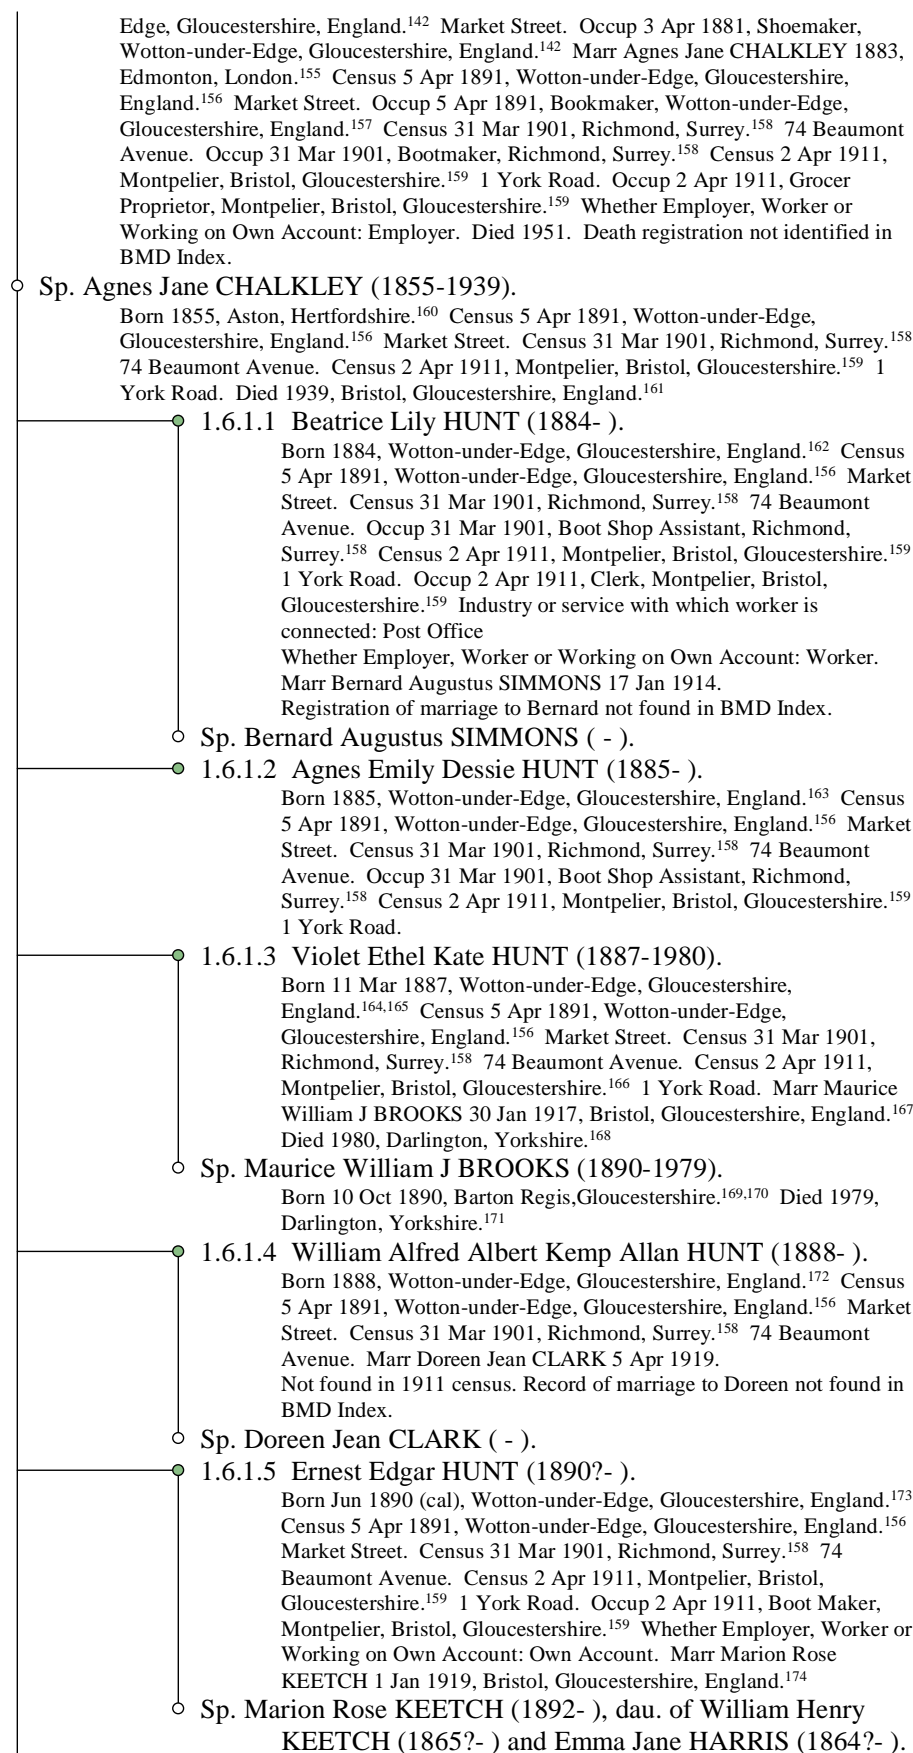 Edge, Gloucestershire, England.142 Market Street. Occup 3 Apr 1881, Shoemaker,
Wotton-under-Edge, Gloucestershire, England.142 Marr Agnes Jane CHALKLEY 1883,
Edmonton, London.155 Census 5 Apr 1891, Wotton-under-Edge, Gloucestershire,
England.156 Market Street. Occup 5 Apr 1891, Bookmaker, Wotton-under-Edge,
Gloucestershire, England.157 Census 31 Mar 1901, Richmond, Surrey.158 74 Beaumont
Avenue. Occup 31 Mar 1901, Bootmaker, Richmond, Surrey.158 Census 2 Apr 1911,
Montpelier, Bristol, Gloucestershire.159 1 York Road. Occup 2 Apr 1911, Grocer
Proprietor, Montpelier, Bristol, Gloucestershire.159 Whether Employer, Worker or
Working on Own Account: Employer. Died 1951. Death registration not identified in
BMD Index.
Sp. Agnes Jane CHALKLEY (1855-1939).
Born 1855, Aston, Hertfordshire.160 Census 5 Apr 1891, Wotton-under-Edge,
Gloucestershire, England.156 Market Street. Census 31 Mar 1901, Richmond, Surrey.158
74 Beaumont Avenue. Census 2 Apr 1911, Montpelier, Bristol, Gloucestershire.159 1
York Road. Died 1939, Bristol, Gloucestershire, England.161
1.6.1.1 Beatrice Lily HUNT (1884- ).
Born 1884, Wotton-under-Edge, Gloucestershire, England.162 Census
5 Apr 1891, Wotton-under-Edge, Gloucestershire, England.156 Market
Street. Census 31 Mar 1901, Richmond, Surrey.158 74 Beaumont
Avenue. Occup 31 Mar 1901, Boot Shop Assistant, Richmond,
Surrey.158 Census 2 Apr 1911, Montpelier, Bristol, Gloucestershire.159
1 York Road. Occup 2 Apr 1911, Clerk, Montpelier, Bristol,
Gloucestershire.159 Industry or service with which worker is
connected: Post Office
Whether Employer, Worker or Working on Own Account: Worker.
Marr Bernard Augustus SIMMONS 17 Jan 1914.
Registration of marriage to Bernard not found in BMD Index.
Sp. Bernard Augustus SIMMONS ( - ).
1.6.1.2 Agnes Emily Dessie HUNT (1885- ).
Born 1885, Wotton-under-Edge, Gloucestershire, England.163 Census
5 Apr 1891, Wotton-under-Edge, Gloucestershire, England.156 Market
Street. Census 31 Mar 1901, Richmond, Surrey.158 74 Beaumont
Avenue. Occup 31 Mar 1901, Boot Shop Assistant, Richmond,
Surrey.158 Census 2 Apr 1911, Montpelier, Bristol, Gloucestershire.159
1 York Road.
1.6.1.3 Violet Ethel Kate HUNT (1887-1980).
Born 11 Mar 1887, Wotton-under-Edge, Gloucestershire,
England.164,165 Census 5 Apr 1891, Wotton-under-Edge,
Gloucestershire, England.156 Market Street. Census 31 Mar 1901,
Richmond, Surrey.158 74 Beaumont Avenue. Census 2 Apr 1911,
Montpelier, Bristol, Gloucestershire.166 1 York Road. Marr Maurice
William J BROOKS 30 Jan 1917, Bristol, Gloucestershire, England.167
Died 1980, Darlington, Yorkshire.168
Sp. Maurice William J BROOKS (1890-1979).
Born 10 Oct 1890, Barton Regis,Gloucestershire.169,170 Died 1979,
Darlington, Yorkshire.171
1.6.1.4 William Alfred Albert Kemp Allan HUNT (1888- ).
Born 1888, Wotton-under-Edge, Gloucestershire, England.172 Census
5 Apr 1891, Wotton-under-Edge, Gloucestershire, England.156 Market
Street. Census 31 Mar 1901, Richmond, Surrey.158 74 Beaumont
Avenue. Marr Doreen Jean CLARK 5 Apr 1919.
Not found in 1911 census. Record of marriage to Doreen not found in
BMD Index.
Sp. Doreen Jean CLARK ( - ).
1.6.1.5 Ernest Edgar HUNT (1890?- ).
Born Jun 1890 (cal), Wotton-under-Edge, Gloucestershire, England.173
Census 5 Apr 1891, Wotton-under-Edge, Gloucestershire, England.156
Market Street. Census 31 Mar 1901, Richmond, Surrey.158 74
Beaumont Avenue. Census 2 Apr 1911, Montpelier, Bristol,
Gloucestershire.159 1 York Road. Occup 2 Apr 1911, Boot Maker,
Montpelier, Bristol, Gloucestershire.159 Whether Employer, Worker or
Working on Own Account: Own Account. Marr Marion Rose
KEETCH 1 Jan 1919, Bristol, Gloucestershire, England.174
Sp. Marion Rose KEETCH (1892- ), dau. of William Henry
KEETCH (1865?- ) and Emma Jane HARRIS (1864?- ).